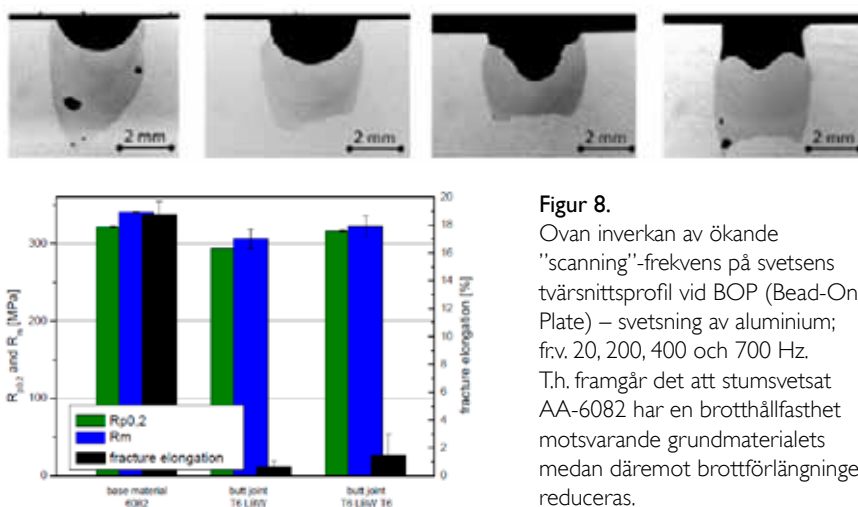 2 mm
2 mm
2 mm
2 mm
Figur 8.
Ovan inverkan av ökande
”scanning”-frekvens på svetsens
tvärsnittsprofil vid BOP (Bead-On
Plate) – svetsning av aluminium;
fr.v. 20, 200, 400 och 700 Hz.
T.h. framgår det att stumsvetsat
AA-6082 har en brotthållfasthet
motsvarande grundmaterialets
medan däremot brottförlängninge
reduceras.
Rp0.2 and Rm [MPa]
300
200
100
0
Rp0.2
Rm
fracture elongation
20
18
16
14
12
10
8
6
4
2
0
fracture elongation [%]
base material
6082
butt joint
T6 LBW
butt joint
T6 LBW T6